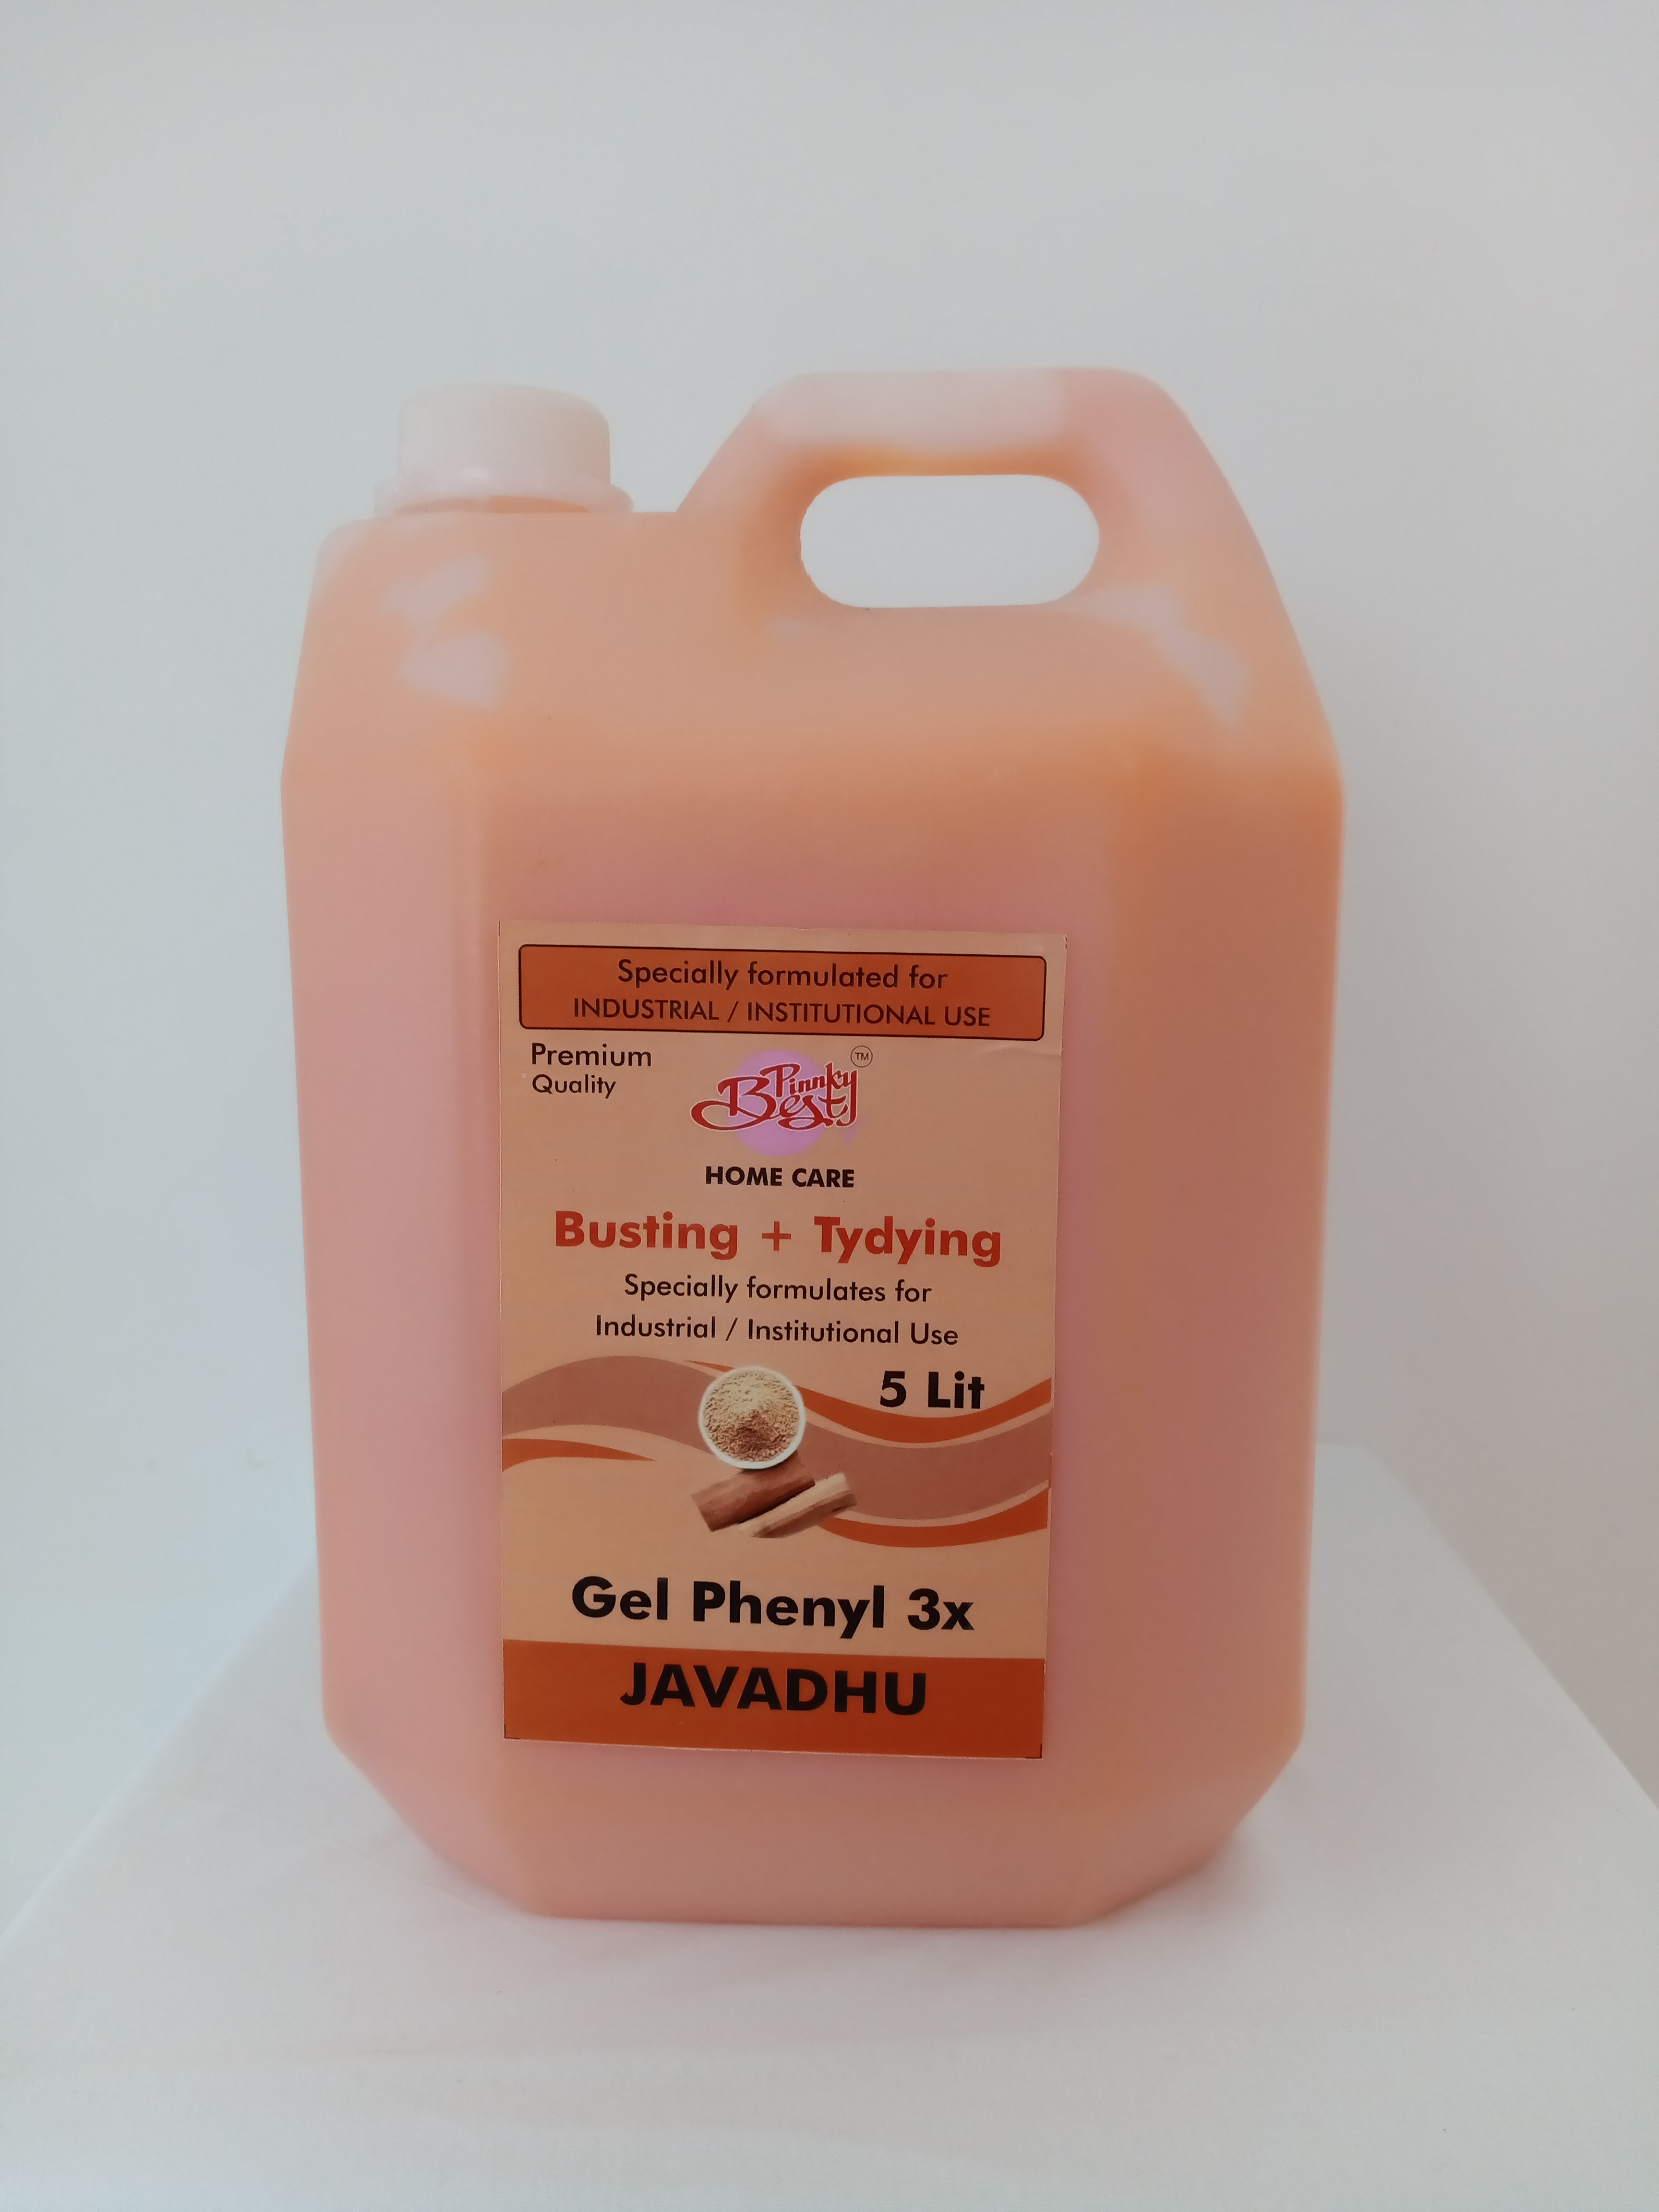 Specially formulated for
INDUSTRIAL / INSTITUTIONAL USE
Premium
Quality
Pinnky
Best
TM
HOME CARE
Busting + Tydying
Specially formulates for
Industrial / Institutional Use
5 Lit
Gel Phenyl 3x
JAVADHU